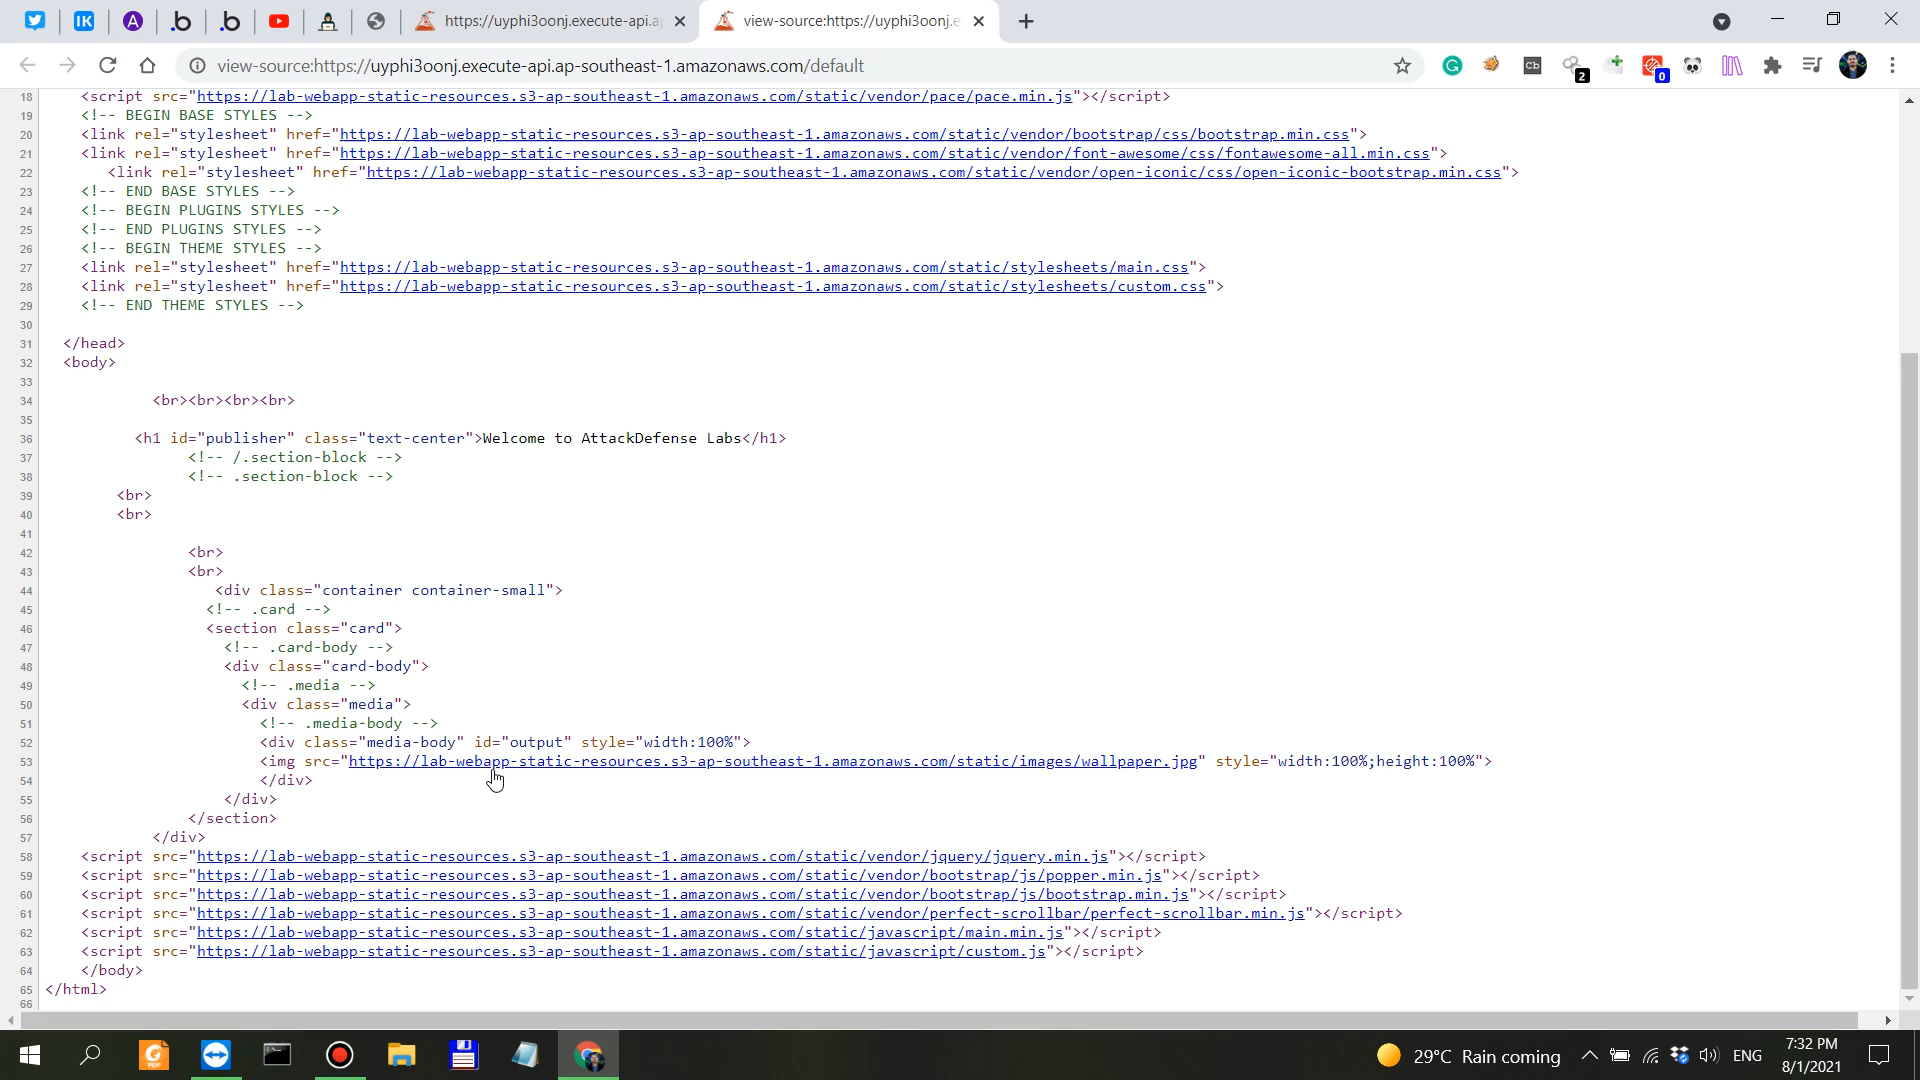 https://uyphi3oonj.execute-api.a
view-source:https://uyphi3oonj.e
view-source:https://uyphi3oonj.execute-api.ap-southeast-1.amazonaws.com/default
18 <script src="https://lab-webapp-static-resources.s3-ap-southeast-1.amazonaws.com/static/vendor/pace/pace.min.js"></script>
19 <!-- BEGIN BASE STYLES -->
20 <link rel="stylesheet" href="https://lab-webapp-static-resources.s3-ap-southeast-1.amazonaws.com/static/vendor/bootstrap/css/bootstrap.min.css">
21 <link rel="stylesheet" href="https://lab-webapp-static-resources.s3-ap-southeast-1.amazonaws.com/static/vendor/font-awesome/css/fontawesome-all.min.css">
22 <link rel="stylesheet" href="https://lab-webapp-static-resources.s3-ap-southeast-1.amazonaws.com/static/vendor/open-iconic/css/open-iconic-bootstrap.min.css">
23 <!-- END BASE STYLES -->
24 <!-- BEGIN PLUGINS STYLES -->
25 <!-- END PLUGINS STYLES -->
26 <!-- BEGIN THEME STYLES -->
27 <link rel="stylesheet" href="https://lab-webapp-static-resources.s3-ap-southeast-1.amazonaws.com/static/stylesheets/main.css">
28 <link rel="stylesheet" href="https://lab-webapp-static-resources.s3-ap-southeast-1.amazonaws.com/static/stylesheets/custom.css">
29 <!-- END THEME STYLES -->
30
31 </head>
32 <body>
33
34 <br><br><br><br>
35
36 <h1 id="publisher" class="text-center">Welcome to AttackDefense Labs</h1>
37 <!-- /.section-block -->
38 <!-- .section-block -->
39 <br>
40 <br>
41
42 <br>
43 <br>
44 <div class="container container-small">
45 <!-- .card -->
46 <section class="card">
47 <!-- .card-body -->
48 <div class="card-body">
49 <!-- .media -->
50 <div class="media">
51 <!-- .media-body -->
52 <div class="media-body" id="output" style="width:100%">
53 <img src="https://lab-webapp-static-resources.s3-ap-southeast-1.amazonaws.com/static/images/wallpaper.jpg" style="width:100%;height:100%">
54 </div>
55 </div>
56 </section>
57 </div>
58 <script src="https://lab-webapp-static-resources.s3-ap-southeast-1.amazonaws.com/static/vendor/jquery/jquery.min.js"></script>
59 <script src="https://lab-webapp-static-resources.s3-ap-southeast-1.amazonaws.com/static/vendor/bootstrap/js/popper.min.js"></script>
60 <script src="https://lab-webapp-static-resources.s3-ap-southeast-1.amazonaws.com/static/vendor/bootstrap/js/bootstrap.min.js"></script>
61 <script src="https://lab-webapp-static-resources.s3-ap-southeast-1.amazonaws.com/static/vendor/perfect-scrollbar/perfect-scrollbar.min.js"></script>
62 <script src="https://lab-webapp-static-resources.s3-ap-southeast-1.amazonaws.com/static/javascript/main.min.js"></script>
63 <script src="https://lab-webapp-static-resources.s3-ap-southeast-1.amazonaws.com/static/javascript/custom.js"></script>
64 </body>
65 </html>
66
29°C Rain coming
ENG
7:32 PM
8/1/2021